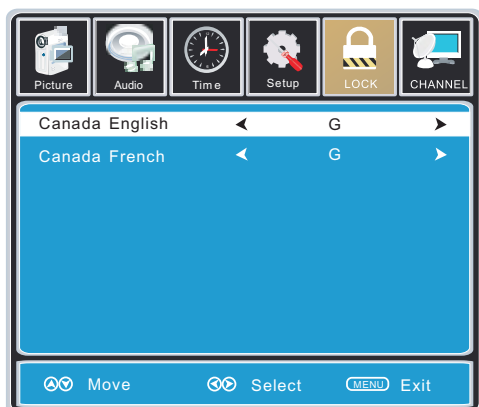 Picture Audio Time Setup LOCK CHANNEL
Canada English G
Canada French G
Move Select MENU Exit